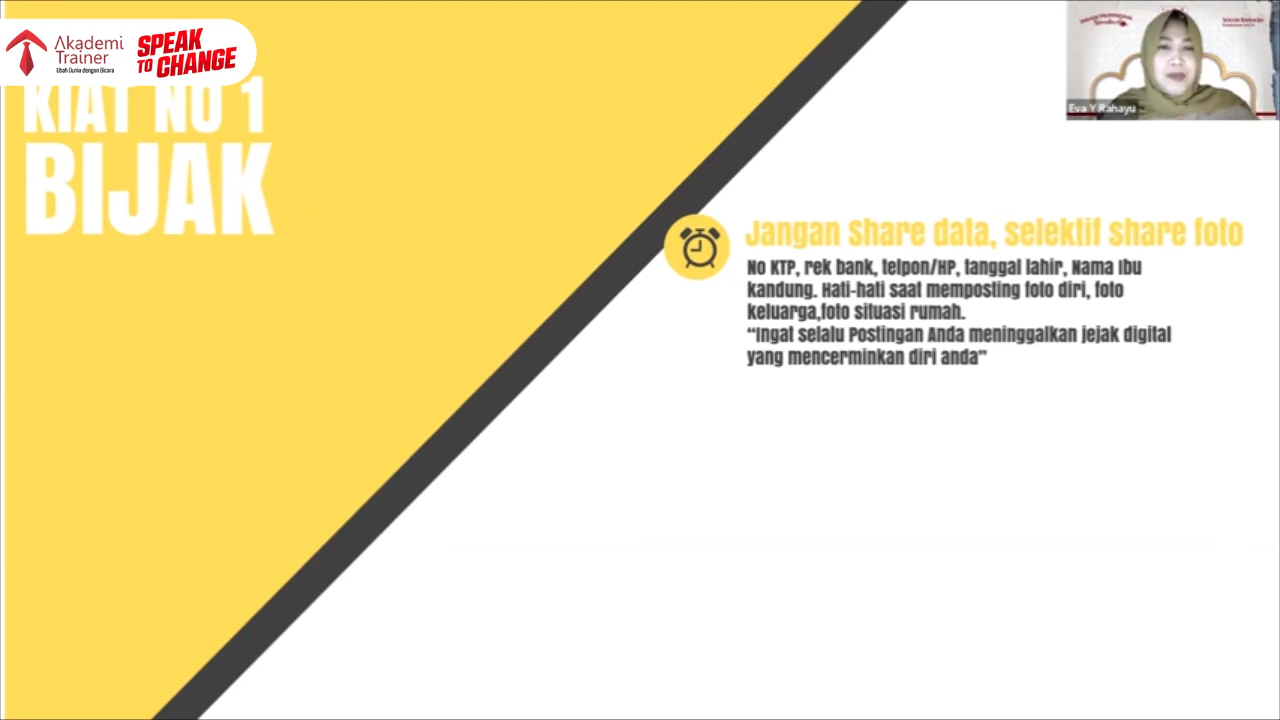 Akademi
Trainer
Ubah Dunia dengan Bicara
SPEAK
TO CHANGE
KIAT NO 1
BIJAK
Eva Y Rahayu
Jangan Share data, selektif share foto
No KTP, rek bank, telpon/HP, tanggal lahir, Nama Ibu
kandung. Hati-hati saat memposting foto diri, foto
keluarga,foto situasi rumah.
“Ingat selalu Postingan Anda meninggalkan jejak digital
yang mencerminkan diri anda”